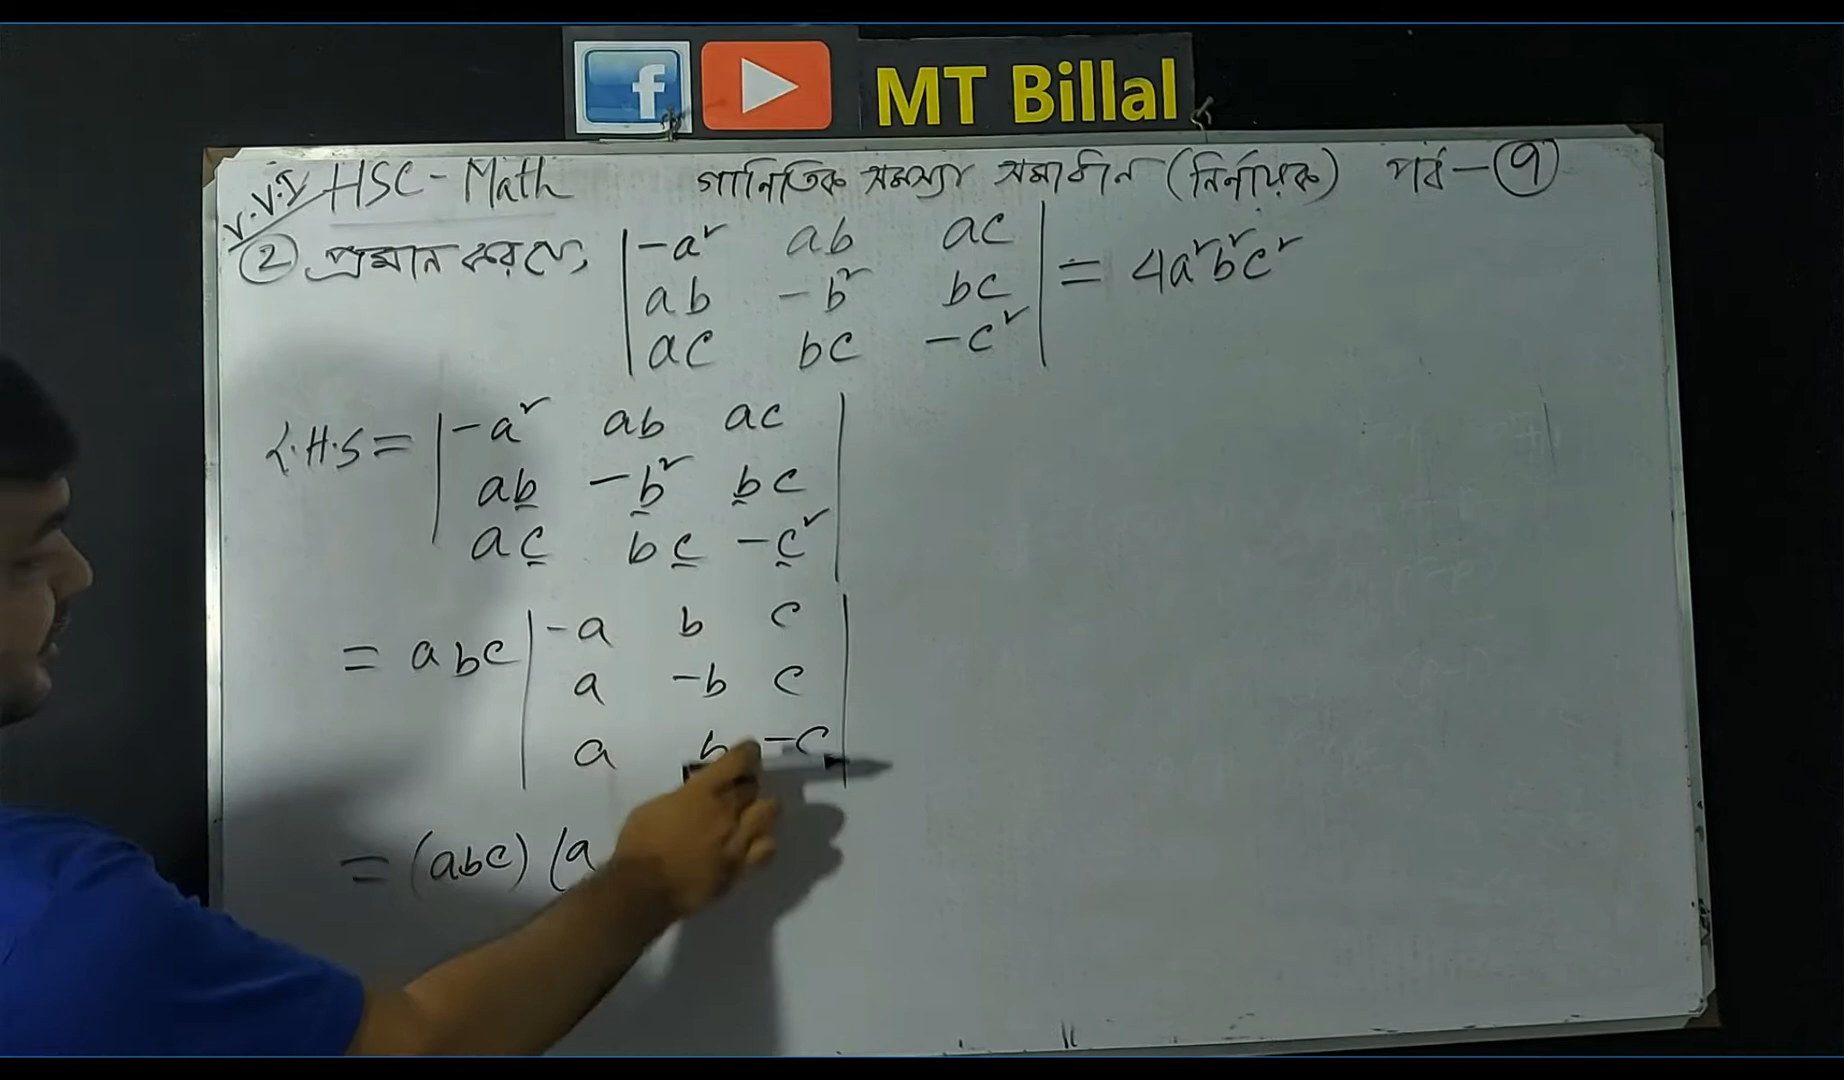 f MT Billal
V.V.I HSC-Math গানিতিক সমস্যা সমাধান (নির্নায়ক) পর্ব-৭
② প্রমান কর যে, | -a² ab ac | = 4a²b²c²
| ab -b² bc |
| ac bc -c² |
L.H.S = | -a² ab ac |
| ab -b² bc |
| ac bc -c² |
= abc | -a b c |
| a -b c |
| a b -c |
= (abc) (a